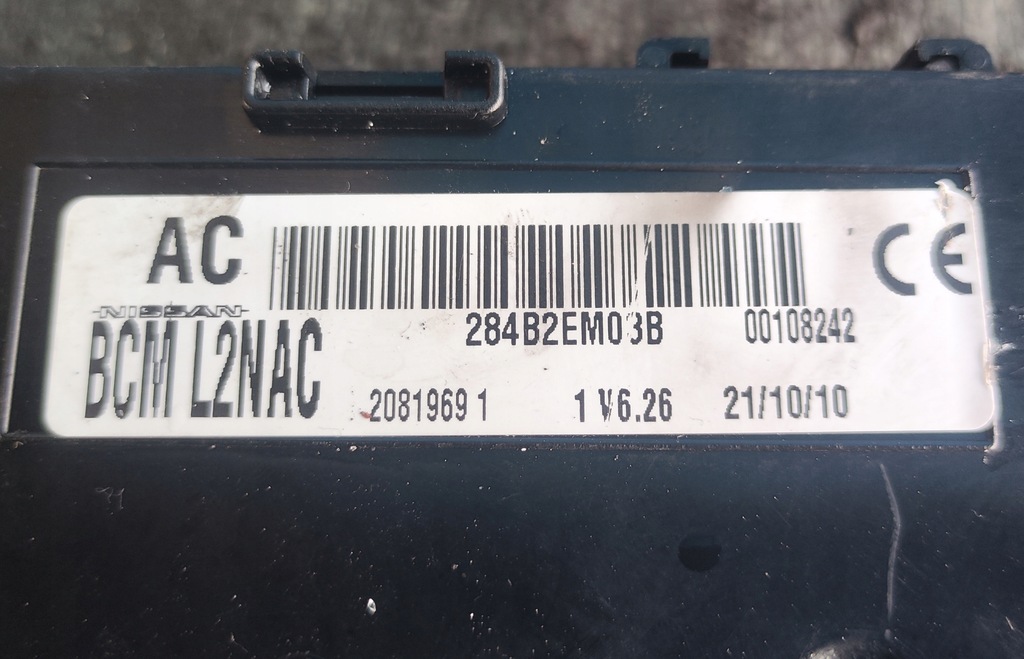 AC
CE
NISSAN
284B2EM03B 00108242
BCM L2NAC
2081969 1 1 V6.26 21/10/10